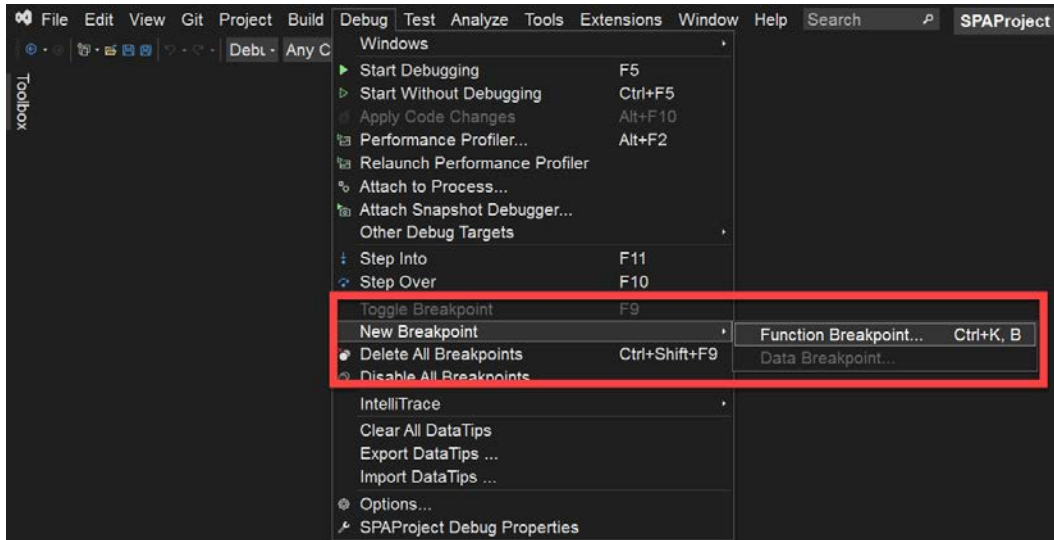 File Edit View Git Project Build Debug Test Analyze Tools Extensions Window Help Search SPAProject
Debu Any C
Toolbox
Windows
Start Debugging F5
Start Without Debugging Ctrl+F5
Apply Code Changes Alt+F10
Performance Profiler... Alt+F2
Relaunch Performance Profiler
Attach to Process...
Attach Snapshot Debugger...
Other Debug Targets
Step Into F11
Step Over F10
Toggle Breakpoint F9
New Breakpoint
Function Breakpoint... Ctrl+K, B
Data Breakpoint...
Delete All Breakpoints Ctrl+Shift+F9
Disable All Breakpoints
IntelliTrace
Clear All DataTips
Export DataTips ...
Import DataTips ...
Options...
SPAProject Debug Properties